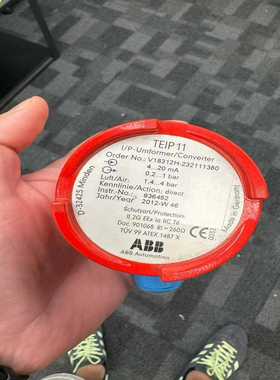 TEIP 11
I/P-Umformer/Converter
Order No.: V18312H-232111380
4...20 mA
0.2...1 bar
Luft/Air: 1,4...4 bar
Kennlinie/Action: direct
Instr.-No.: 936452
Jahr/Year: 2012-W 46
Schutzart/Protection:
II 2G EEx ia IIC T6
Doc. 901068
TÜV 99 ATEX 1487 X
CE
ABB
ABB Automation
D-32425 Minden
Made in Germany